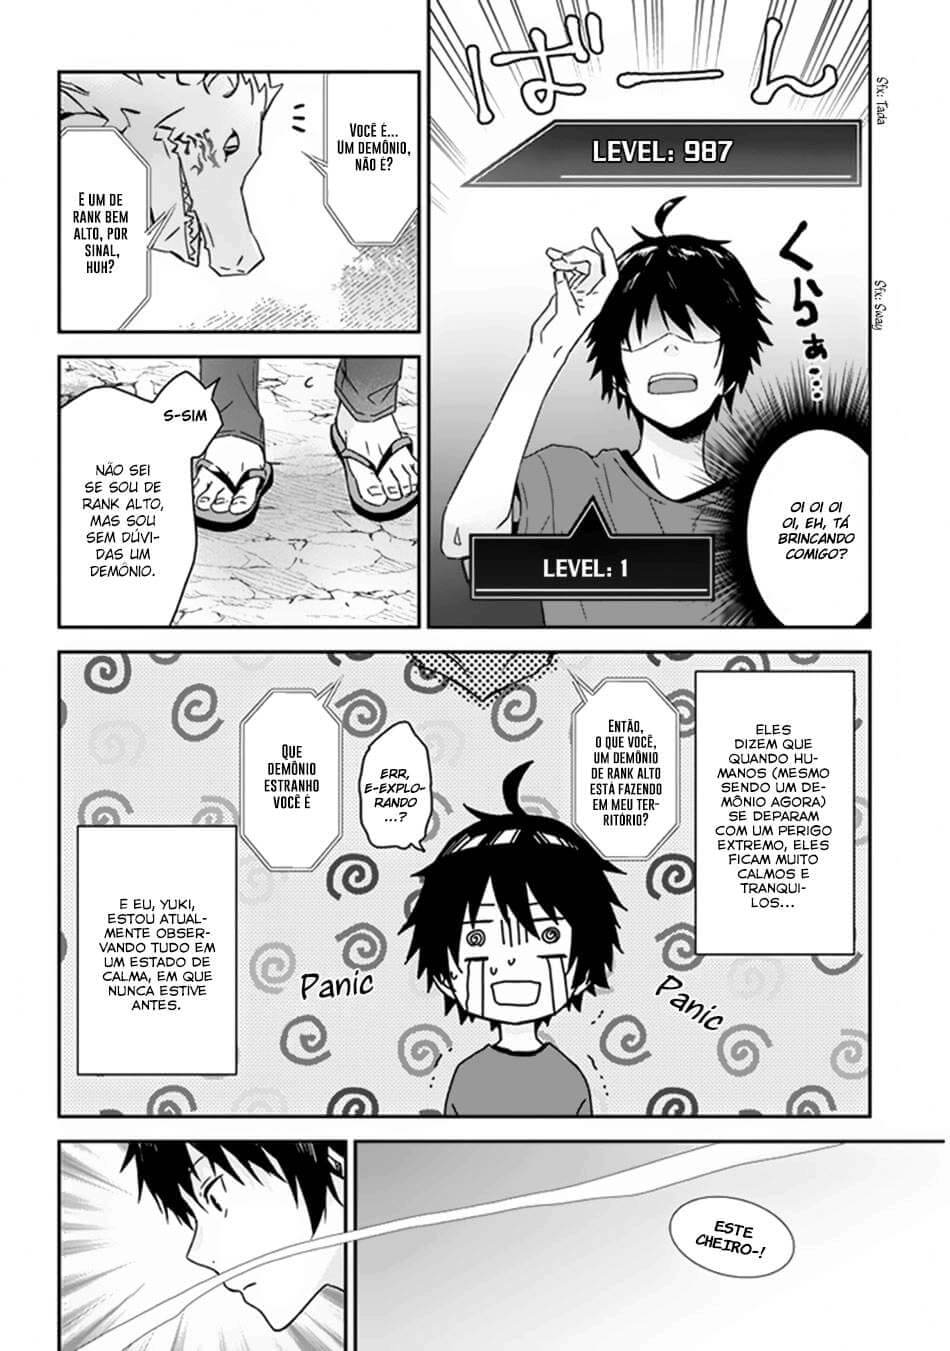 ばーん
Sfx: Tada
LEVEL: 987
くらぁ…
Sfx: Sway
OI OI OI
OI, EH, TÁ
BRINCANDO
COMIGO?
LEVEL: 1
VOCÊ É...
UM DEMÔNIO,
NÃO É?
E UM DE
RANK BEM
ALTO, POR
SINAL,
HUH?
S-SIM
NÃO SEI
SE SOU DE
RANK ALTO,
MAS SOU
SEM DÚVI-
DAS UM
DEMÔNIO.
ELES
DIZEM QUE
QUANDO HU-
MANOS (MESMO
SENDO UM DE-
MÔNIO AGORA)
SE DEPARAM
COM UM PERIGO
EXTREMO, ELES
FICAM MUITO
CALMOS E
TRANQUI-
LOS...
ENTÃO,
O QUE VOCÊ,
UM DEMÔNIO
DE RANK ALTO
ESTÁ FAZENDO
EM MEU TER-
RITÓRIO?
ERR,
E-EXPLO-
RANDO
...?
QUE
DEMÔNIO
ESTRANHO
VOCÊ É
E EU, YUKI,
ESTOU ATUAL-
MENTE OBSER-
VANDO TUDO EM
UM ESTADO DE
CALMA, EM QUE
NUNCA ESTIVE
ANTES.
Panic
Panic
ESTE
CHEIRO-!